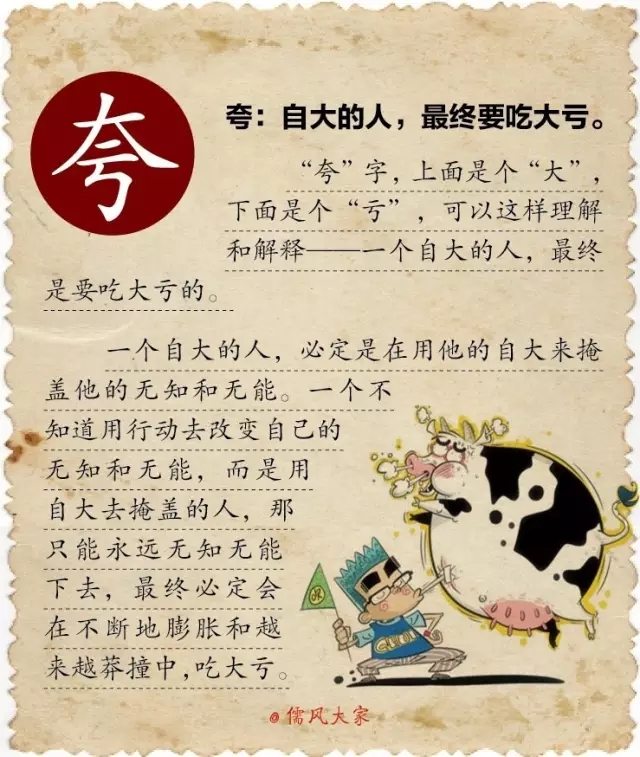 夸
夸：自大的人，最终要吃大亏。
“夸”字，上面是个“大”，
下面是个“亏”，可以这样理解
和解释——一个自大的人，最终
是要吃大亏的。
一个自大的人，必定是在用他的自大来掩
盖他的无知和无能。一个不
知道用行动去改变自己的
无知和无能，而是用
自大去掩盖的人，那
只能永远无知无能
下去，最终必定会
在不断地膨胀和越
来越莽撞中，吃大亏。
@儒风大家